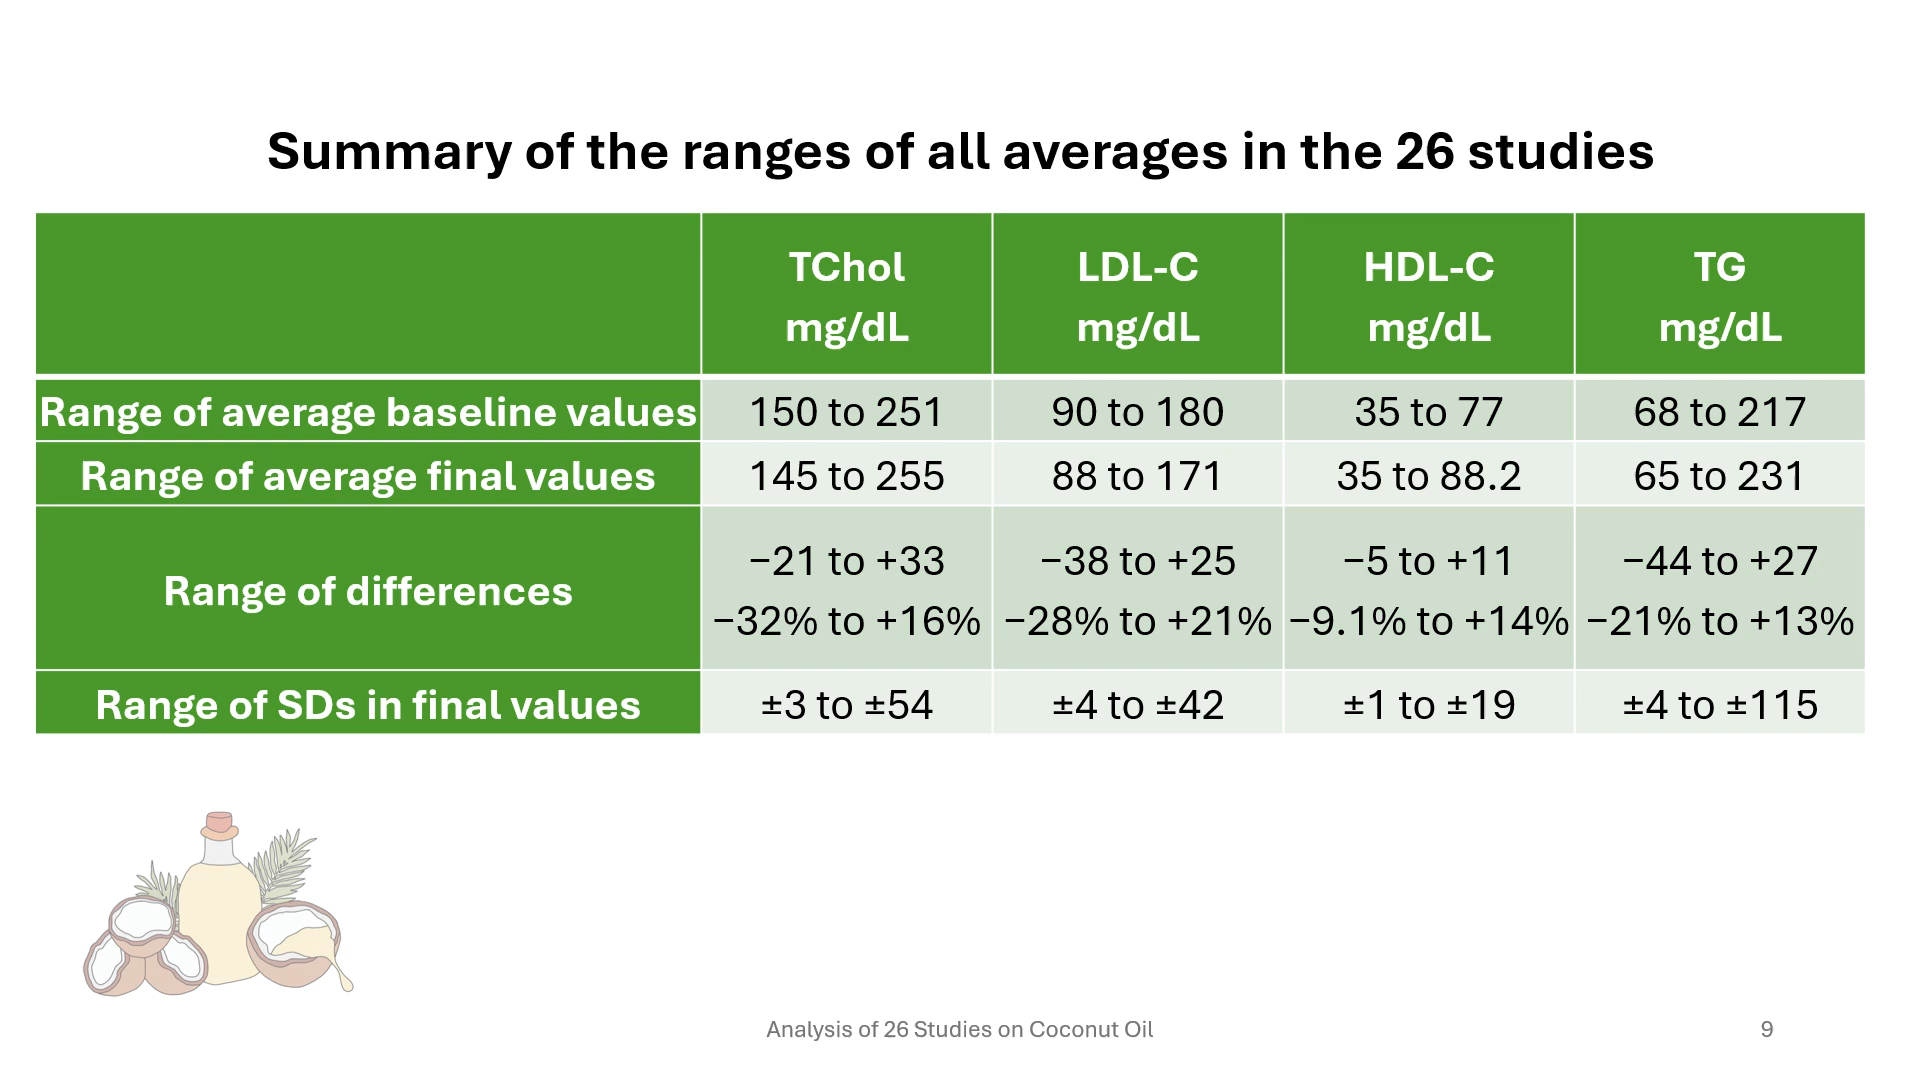 Summary of the ranges of all averages in the 26 studies
TChol mg/dL LDL-C mg/dL HDL-C mg/dL TG mg/dL
Range of average baseline values 150 to 251 90 to 180 35 to 77 68 to 217
Range of average final values 145 to 255 88 to 171 35 to 88.2 65 to 231
Range of differences −21 to +33 −38 to +25 −5 to +11 −44 to +27
−32% to +16% −28% to +21% −9.1% to +14% −21% to +13%
Range of SDs in final values ±3 to ±54 ±4 to ±42 ±1 to ±19 ±4 to ±115
Analysis of 26 Studies on Coconut Oil 9